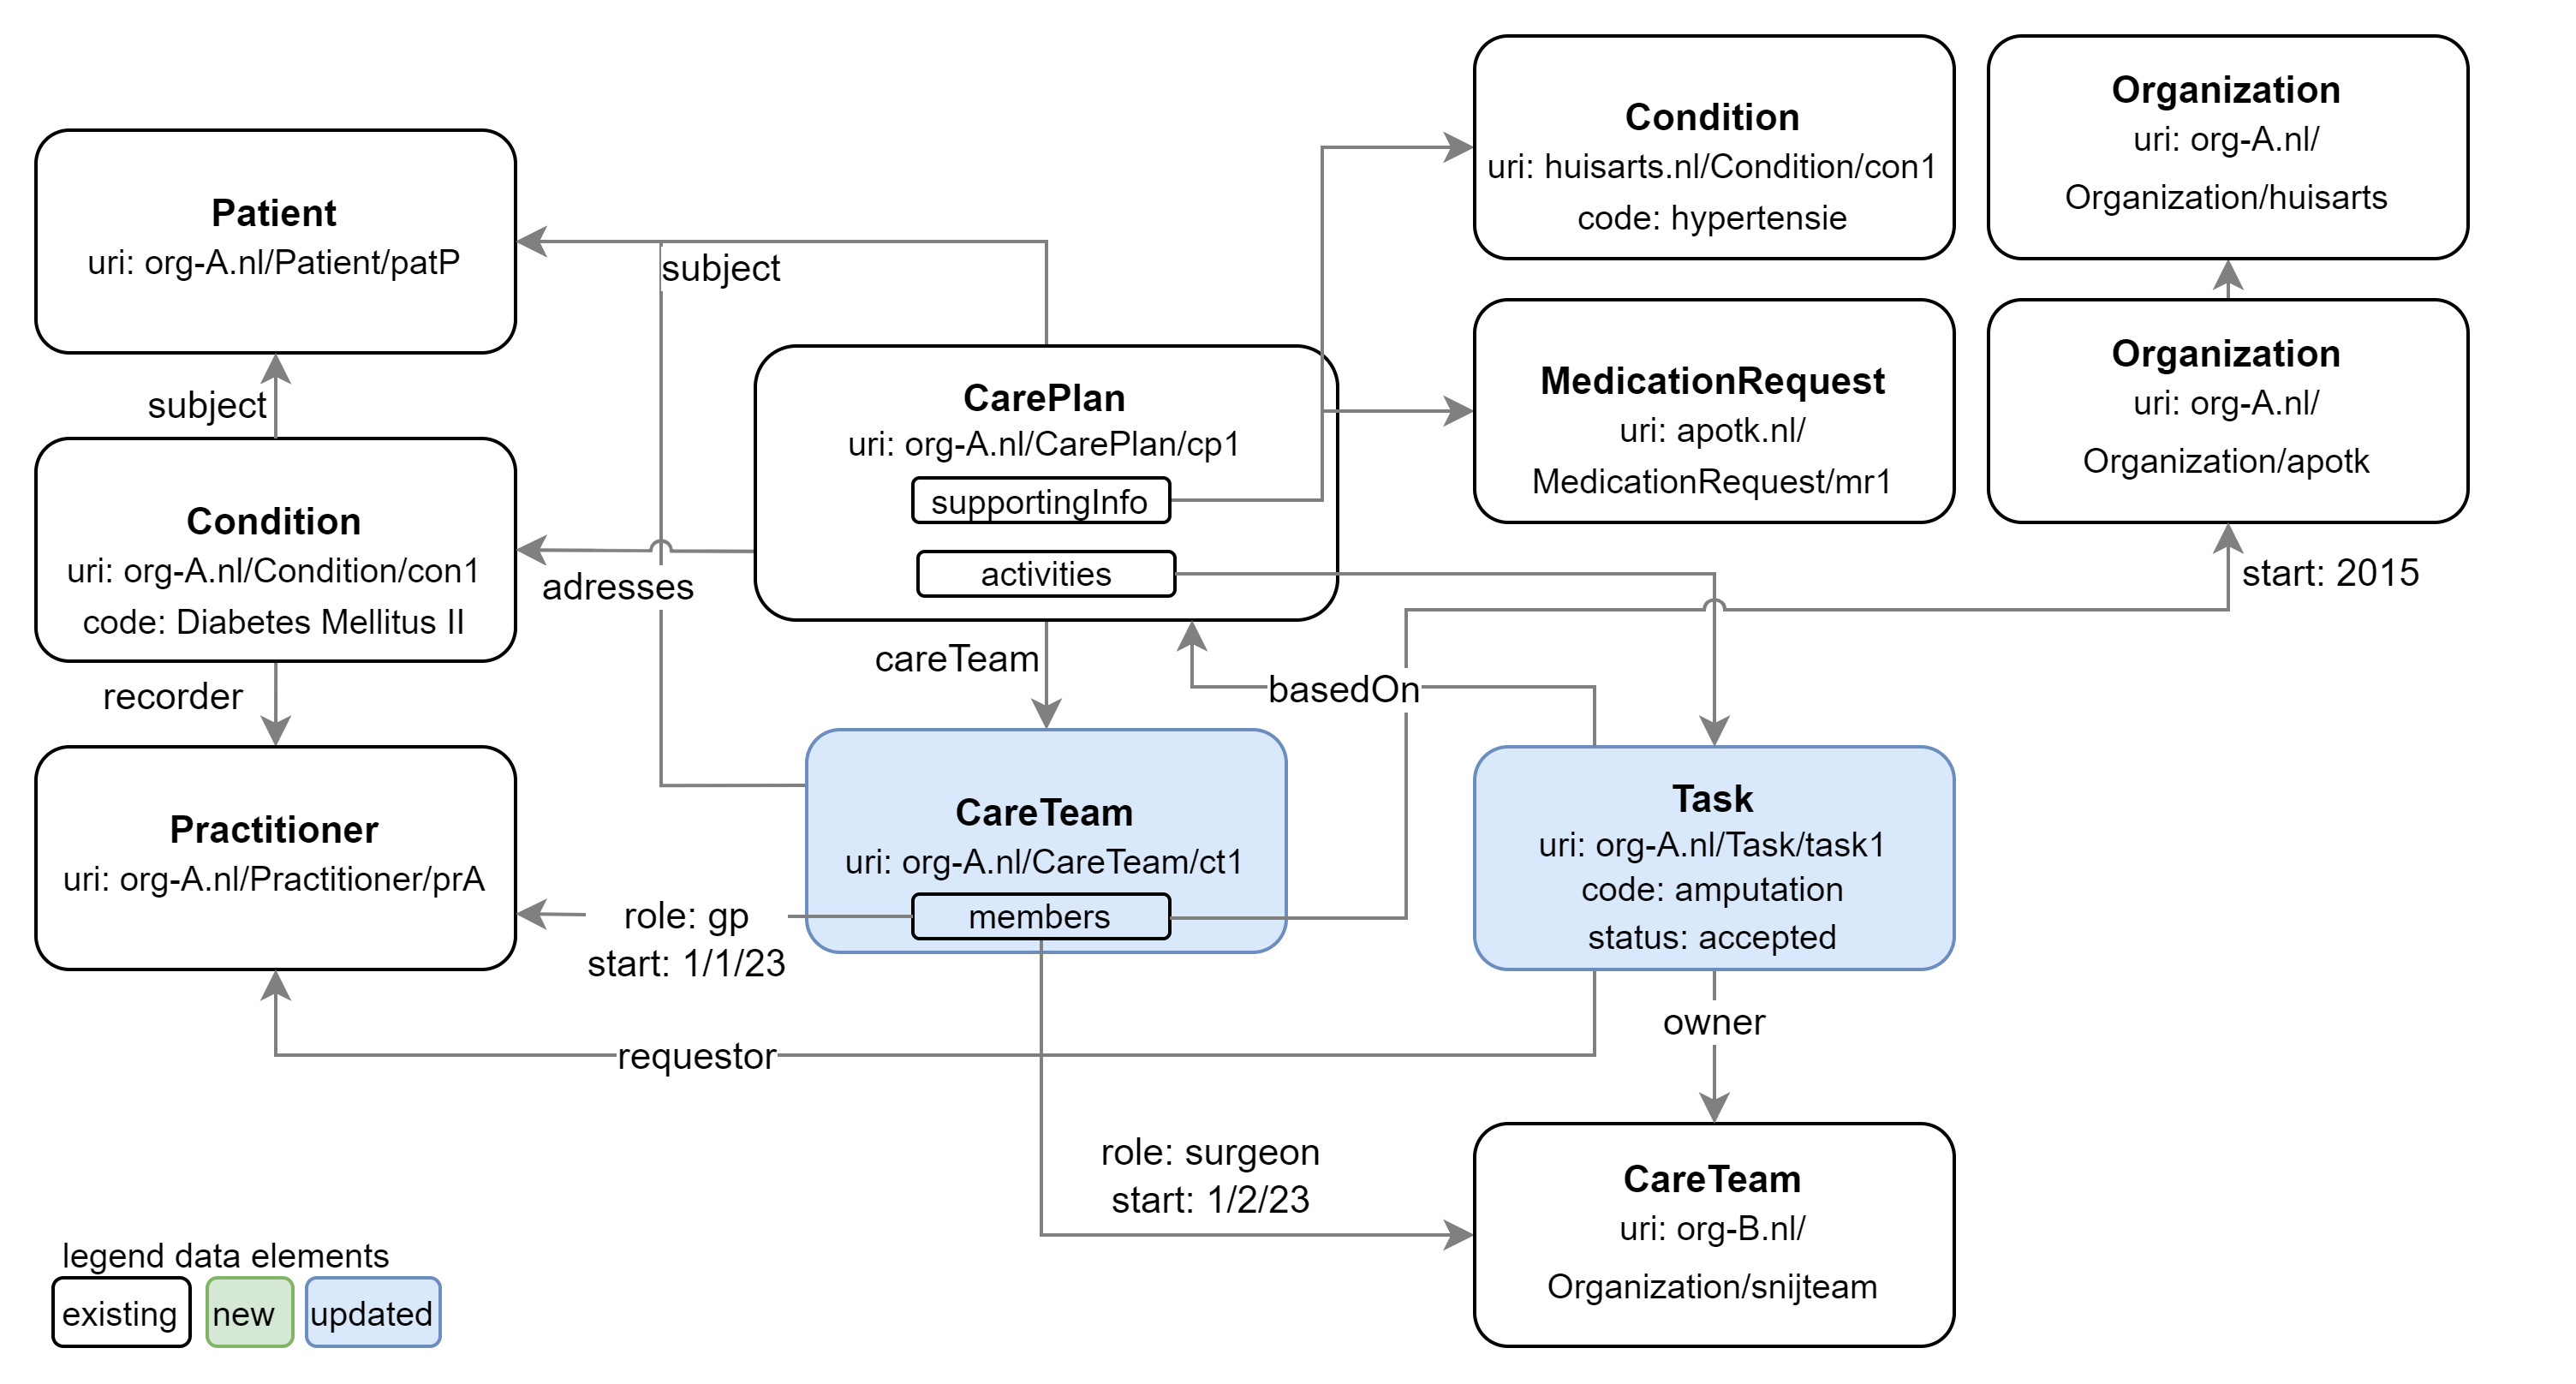 Patient
uri: org-A.nl/Patient/patP
subject
Condition
uri: org-A.nl/Condition/con1
code: Diabetes Mellitus II
recorder
Practitioner
uri: org-A.nl/Practitioner/prA
subject
CarePlan
uri: org-A.nl/CarePlan/cp1
supportingInfo
activities
adresses
careTeam
basedOn
CareTeam
uri: org-A.nl/CareTeam/ct1
members
role: gp
start: 1/1/23
requestor
role: surgeon
start: 1/2/23
Condition
uri: huisarts.nl/Condition/con1
code: hypertensie
MedicationRequest
uri: apotk.nl/
MedicationRequest/mr1
Organization
uri: org-A.nl/
Organization/huisarts
Organization
uri: org-A.nl/
Organization/apotk
start: 2015
Task
uri: org-A.nl/Task/task1
code: amputation
status: accepted
owner
CareTeam
uri: org-B.nl/
Organization/snijteam
legend data elements
existing
new
updated